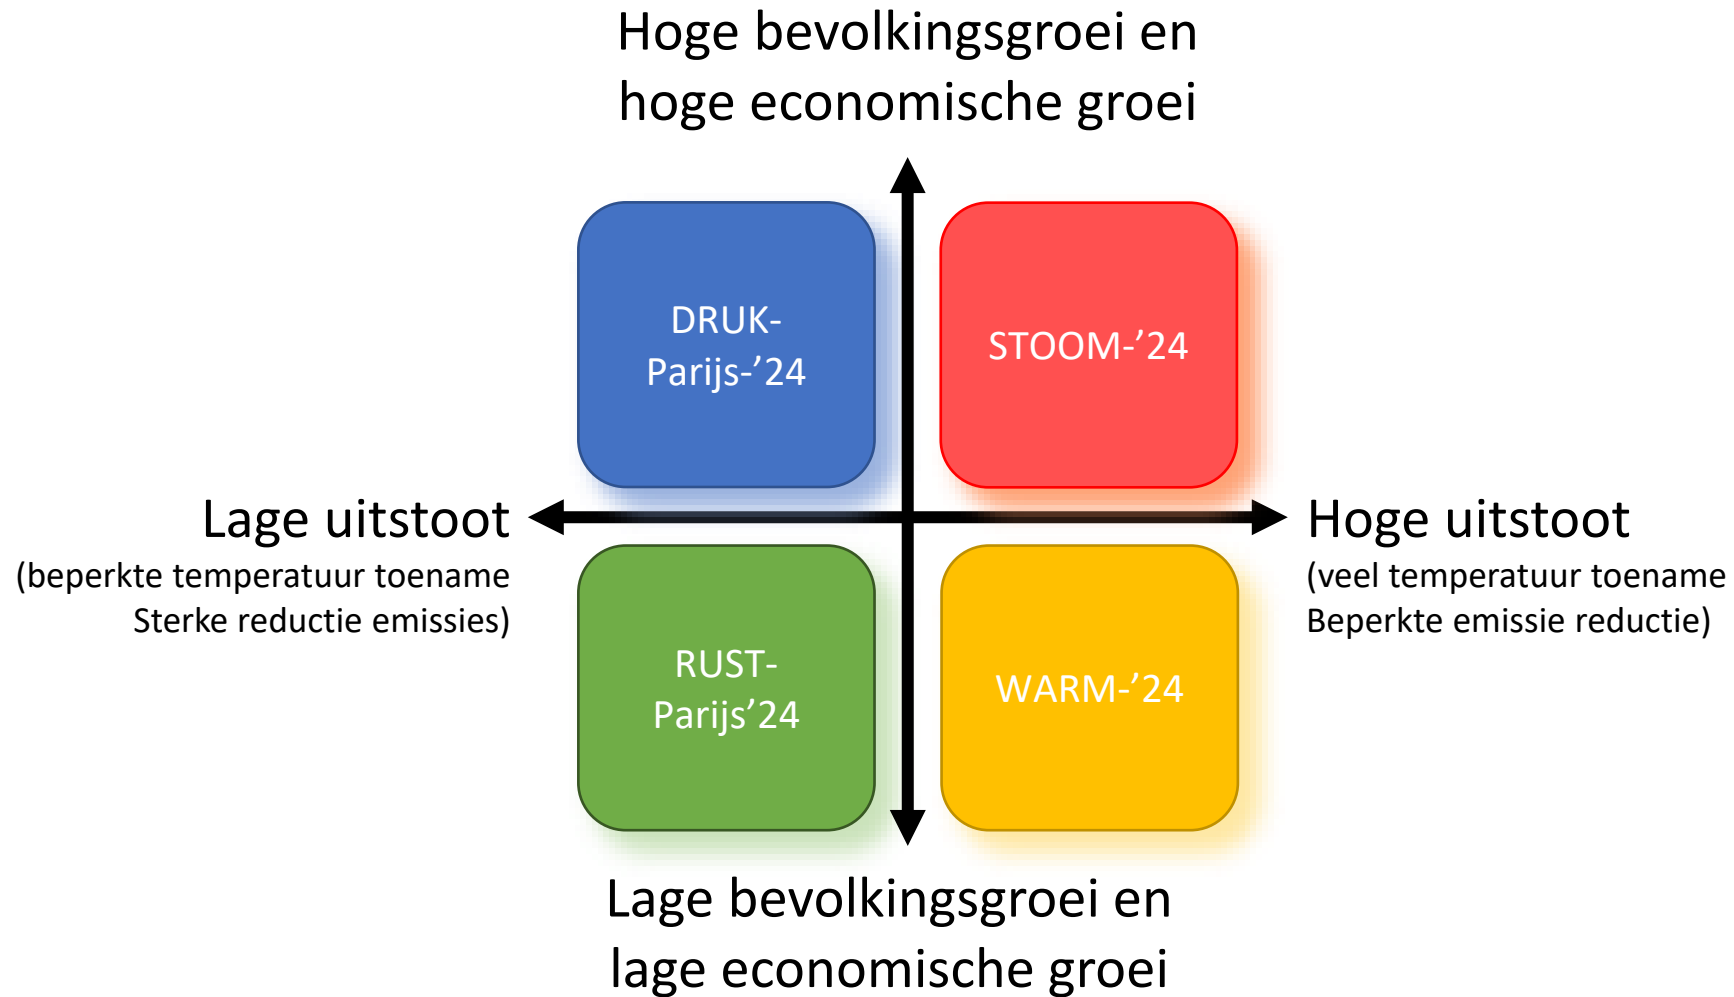 Hoge bevolkingsgroei en
hoge economische groei
DRUK-
Parijs-’24
STOOM-’24
Lage uitstoot
(beperkte temperatuur toename
Sterke reductie emissies)
Hoge uitstoot
(veel temperatuur toename
Beperkte emissie reductie)
RUST-
Parijs’24
WARM-’24
Lage bevolkingsgroei en
lage economische groei